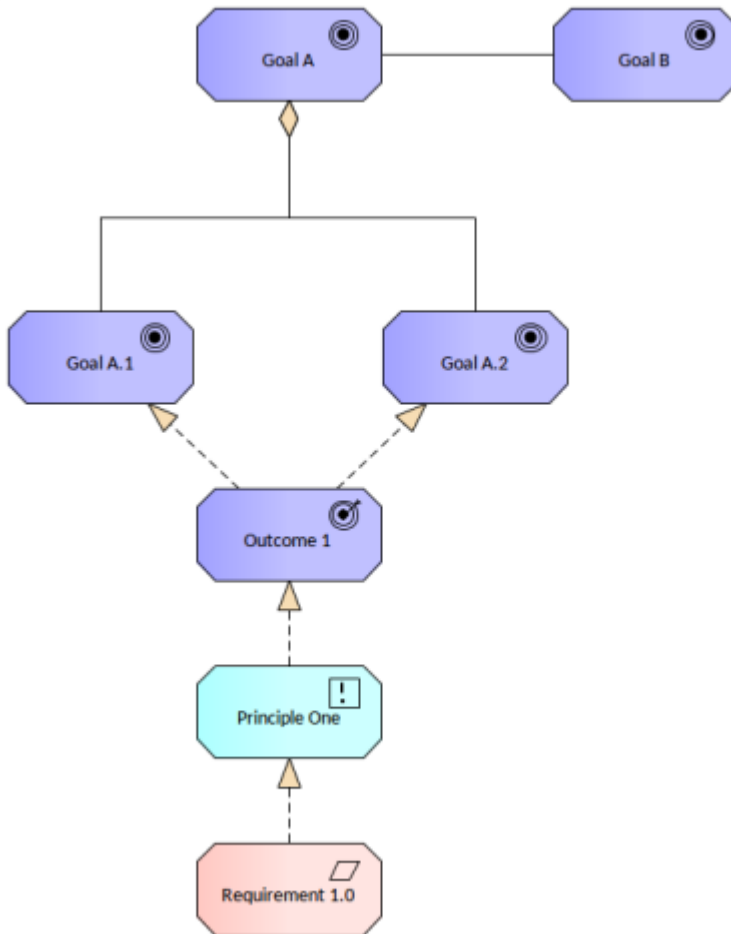 Goal A
Goal B
Goal A.1
Goal A.2
Outcome 1
Principle One
Requirement 1.0